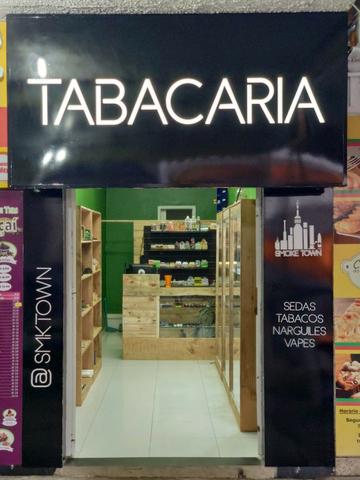 TABACARIA
@SMKTOWN
SMOKE TOWN
SEDAS
TABACOS
NARGUILES
VAPES